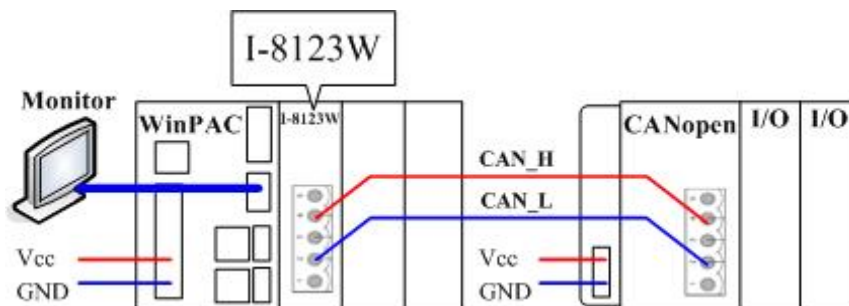 I-8123W
Monitor
WinPAC
I-8123W
CANopen
I/O
I/O
CAN_H
CAN_L
Vcc
GND
Vcc
GND